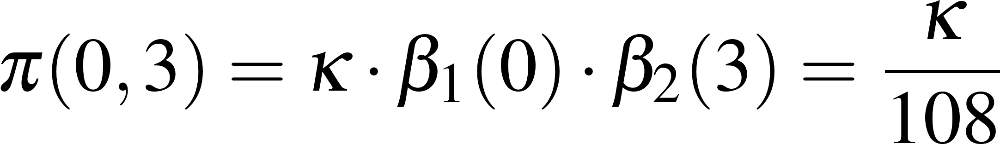 π(0,3) = κ · β₁(0) · β₂(3) = κ/108